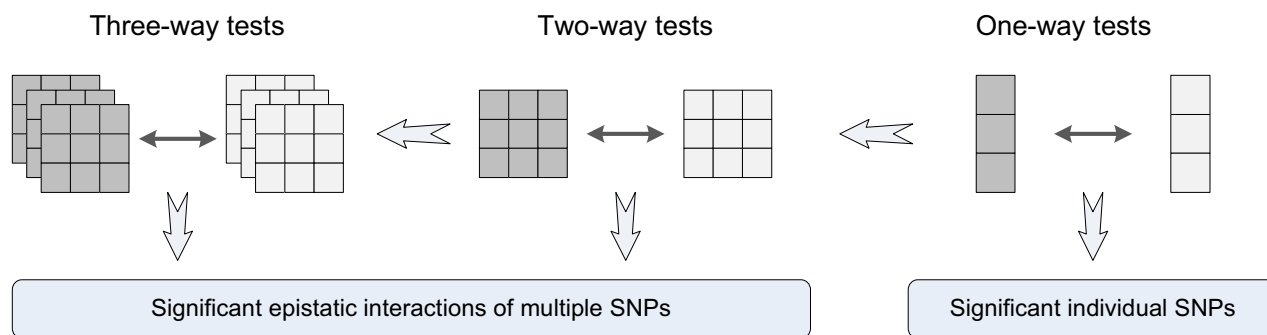 Three-way tests
Two-way tests
One-way tests
Significant epistatic interactions of multiple SNPs
Significant individual SNPs